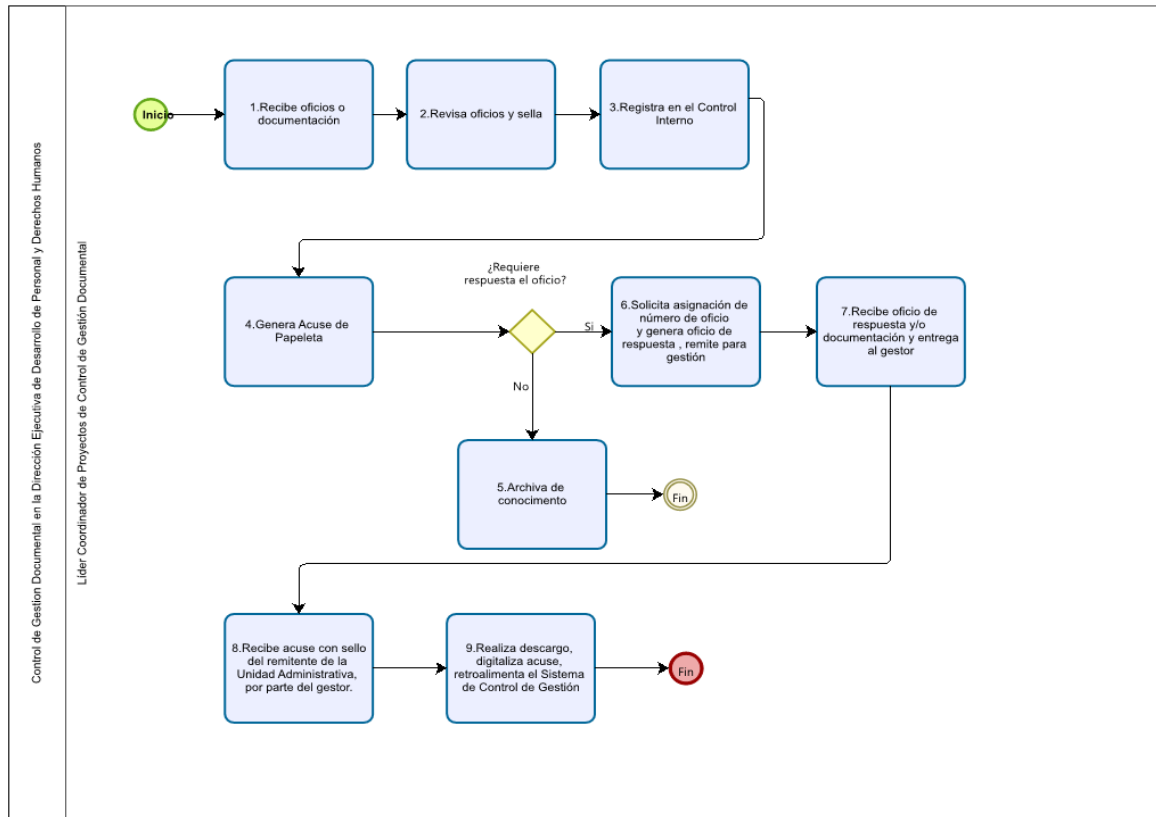 Control de Gestion Documental en la Dirección Ejecutiva de Desarrollo de Personal y Derechos Humanos
Líder Coordinador de Proyectos de Control de Gestión Documental
Inicio
1.Recibe oficios o
documentación
2.Revisa oficios y sella
3.Registra en el Control
Interno
4.Genera Acuse de
Papeleta
¿Requiere
respuesta el oficio?
Si
No
6.Solicita asignación de
número de oficio
y genera oficio de
respuesta , remite para
gestión
7.Recibe oficio de
respuesta y/o
documentación y entrega
al gestor
5.Archiva de
conocimento
Fin
8.Recibe acuse con sello
del remitente de la
Unidad Administrativa,
por parte del gestor.
9.Realiza descargo,
digitaliza acuse,
retroalimenta el Sistema
de Control de Gestión
Fin